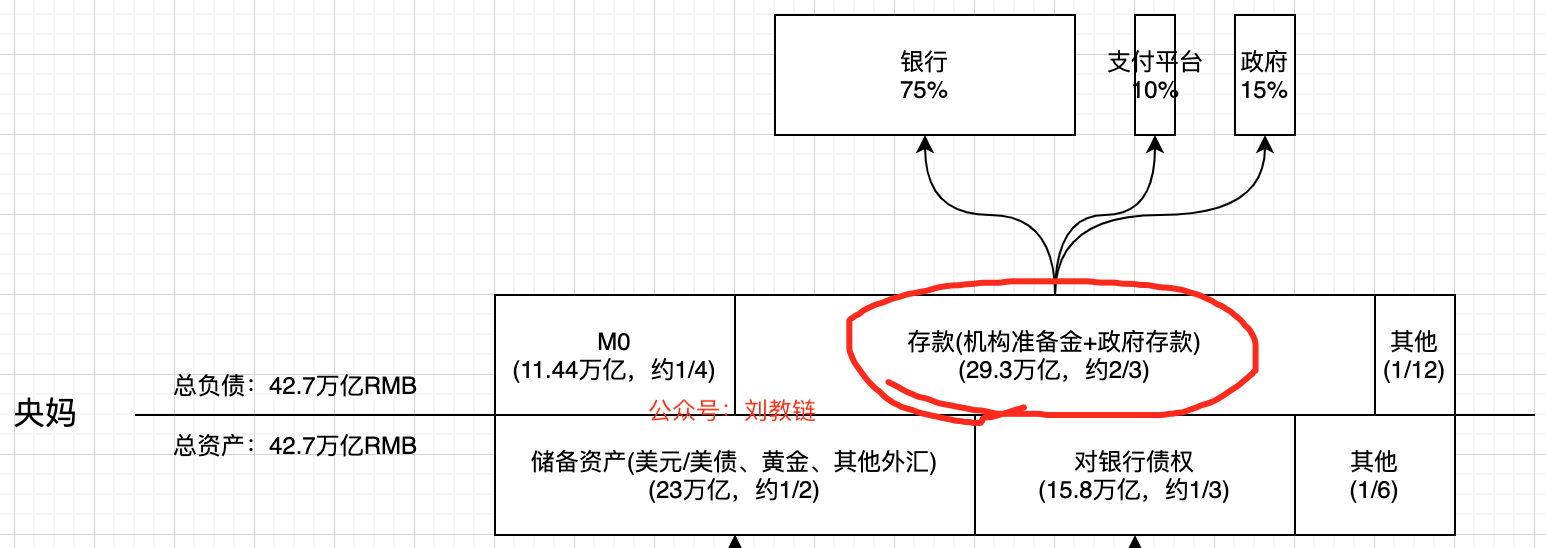 银行
75%
支付平台
10%
政府
15%
M0
(11.44万亿，约1/4)
存款(机构准备金+政府存款)
(29.3万亿，约2/3)
其他
(1/12)
总负债：42.7万亿RMB
央妈
公众号：刘教链
总资产：42.7万亿RMB
储备资产(美元/美债、黄金、其他外汇)
(23万亿，约1/2)
对银行债权
(15.8万亿，约1/3)
其他
(1/6)